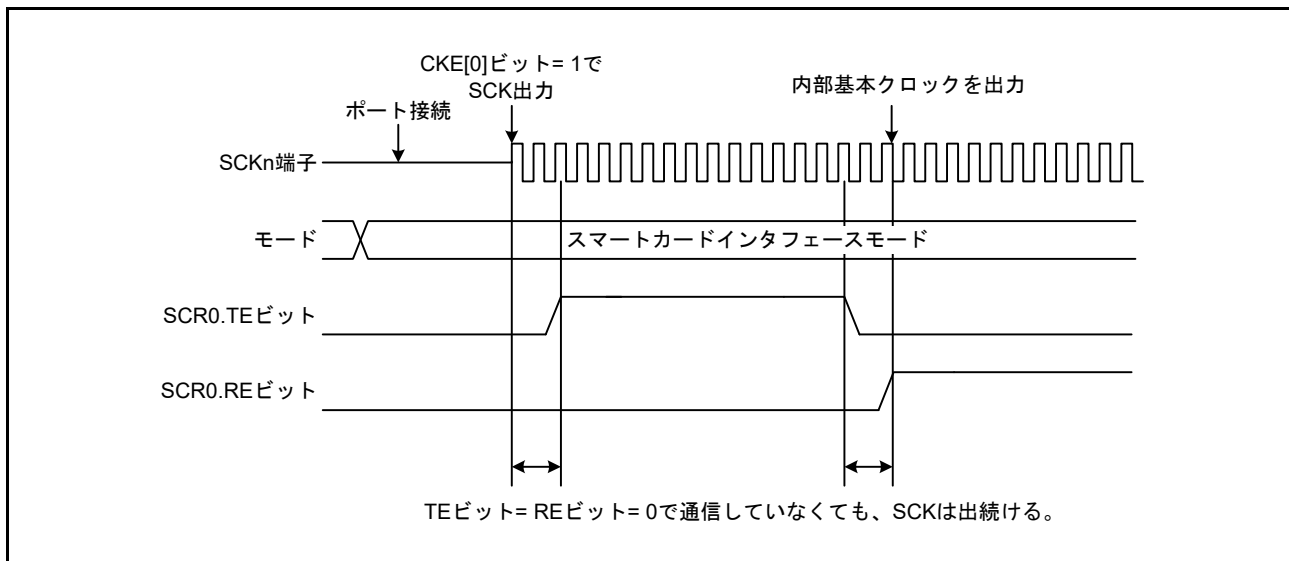 CKE[0]ビット= 1で
SCK出力
内部基本クロックを出力
ポート接続
SCKn端子
モード
スマートカードインタフェースモード
SCR0.TEビット
SCR0.REビット
TEビット= REビット= 0で通信していなくても、SCKは出続ける。